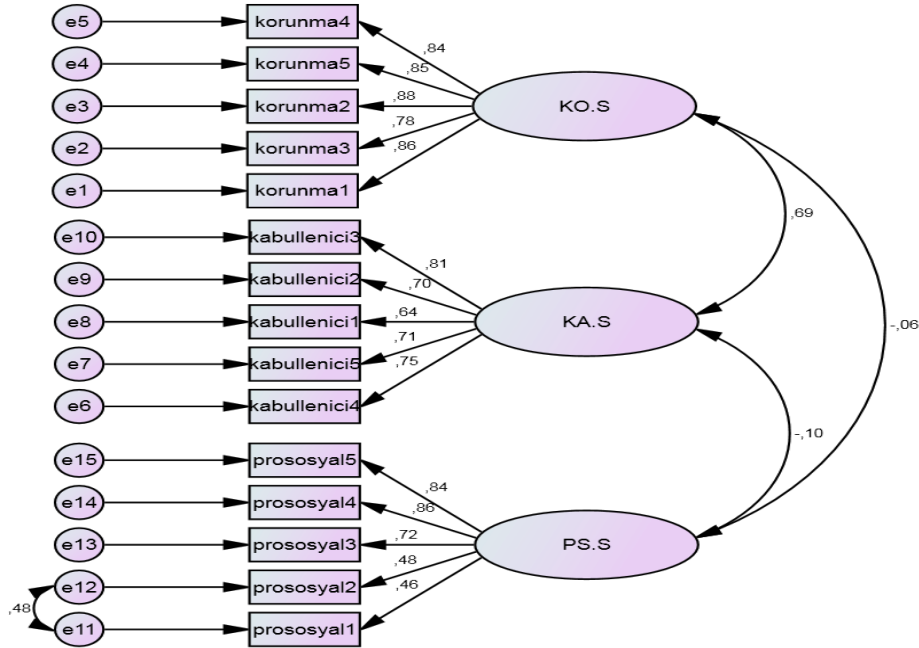 e5 korunma4
,84
e4 korunma5
,85
e3 korunma2
,88
KO.S
,78
e2 korunma3
,86
e1 korunma1
,69
e10 kabullenici3
,81
e9 kabullenici2
,70
e8 kabullenici1
,64
KA.S
-,06
,71
e7 kabullenici5
,75
e6 kabullenici4
-,10
e15 prososyal5
,84
e14 prososyal4
,86
e13 prososyal3
,72
PS.S
,48
e12 prososyal2
,46
,48
e11 prososyal1